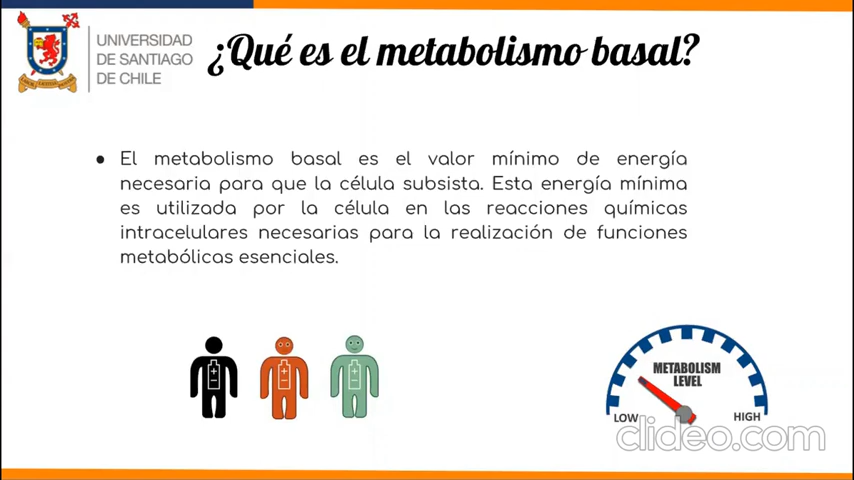 UNIVERSIDAD
DE SANTIAGO
DE CHILE
¿Qué es el metabolismo basal?
● El metabolismo basal es el valor mínimo de energía
necesaria para que la célula subsista. Esta energía mínima
es utilizada por la célula en las reacciones químicas
intracelulares necesarias para la realización de funciones
metabólicas esenciales.
METABOLISM
LEVEL
LOW
HIGH
clideo.com